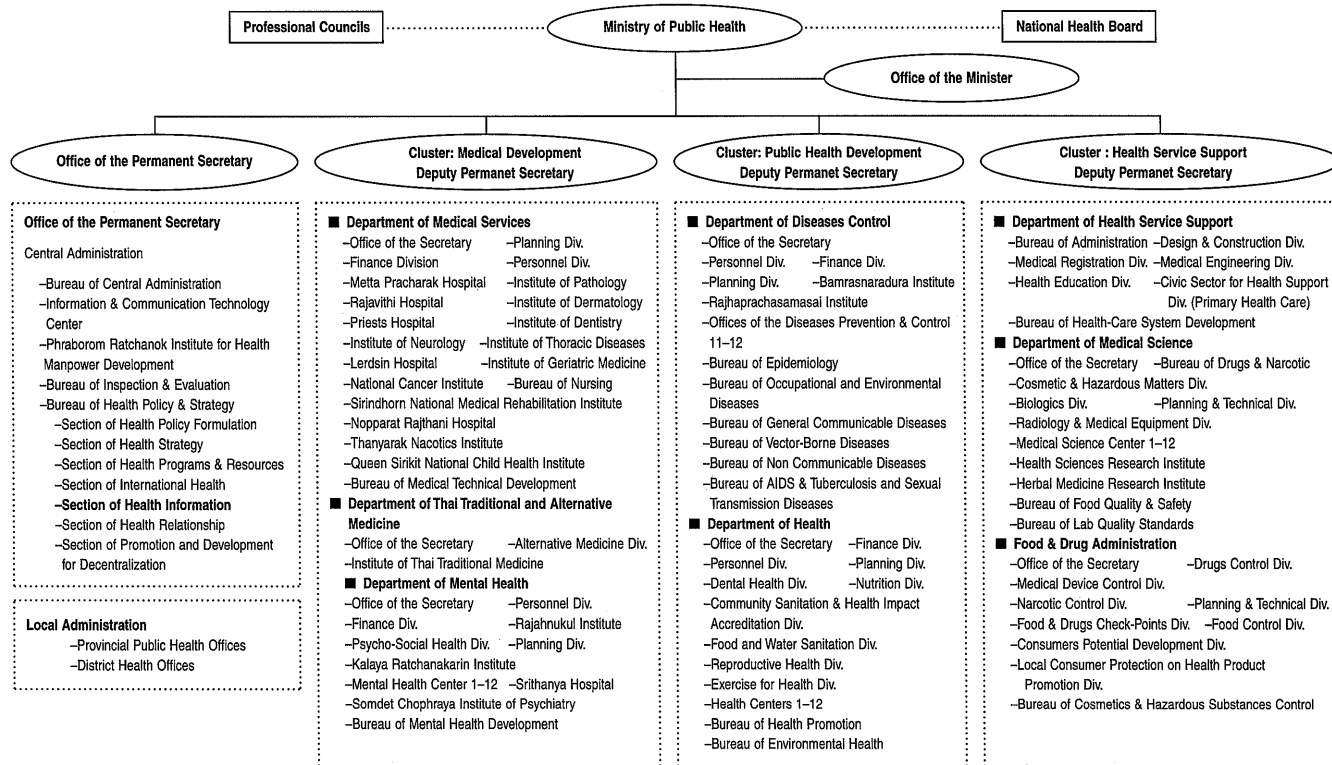 Professional Councils
Ministry of Public Health
National Health Board
Office of the Minister
Office of the Permanent Secretary
Cluster: Medical Development
Deputy Permanet Secretary
Cluster: Public Health Development
Deputy Permanet Secretary
Cluster : Health Service Support
Deputy Permanet Secretary
Office of the Permanent Secretary
Central Administration
–Bureau of Central Administration
–Information & Communication Technology
Center
–Phraborom Ratchanok Institute for Health
Manpower Development
–Bureau of Inspection & Evaluation
–Bureau of Health Policy & Strategy
–Section of Health Policy Formulation
–Section of Health Strategy
–Section of Health Programs & Resources
–Section of International Health
–Section of Health Information
–Section of Health Relationship
–Section of Promotion and Development
for Decentralization
Local Administration
–Provincial Public Health Offices
–District Health Offices
■ Department of Medical Services
–Office of the Secretary –Planning Div.
–Finance Division –Personnel Div.
–Metta Pracharak Hospital –Institute of Pathology
–Rajavithi Hospital –Institute of Dermatology
–Priests Hospital –Institute of Dentistry
–Institute of Neurology –Institute of Thoracic Diseases
–Lerdsin Hospital –Institute of Geriatric Medicine
–National Cancer Institute –Bureau of Nursing
–Sirindhorn National Medical Rehabilitation Institute
–Nopparat Rajthani Hospital
–Thanyarak Nacotics Institute
–Queen Sirikit National Child Health Institute
–Bureau of Medical Technical Development
■ Department of Thai Traditional and Alternative
Medicine
–Office of the Secretary –Alternative Medicine Div.
–Institute of Thai Traditional Medicine
■ Department of Mental Health
–Office of the Secretary –Personnel Div.
–Finance Div. –Rajahnukul Institute
–Psycho-Social Health Div. –Planning Div.
–Kalaya Ratchanakarin Institute
–Mental Health Center 1–12 –Srithanya Hospital
–Somdet Chophraya Institute of Psychiatry
–Bureau of Mental Health Development
■ Department of Diseases Control
–Office of the Secretary
–Personnel Div. –Finance Div.
–Planning Div. –Bamrasnaradura Institute
–Rajhaprachasamasai Institute
–Offices of the Diseases Prevention & Control
11–12
–Bureau of Epidemiology
–Bureau of Occupational and Environmental
Diseases
–Bureau of General Communicable Diseases
–Bureau of Vector-Borne Diseases
–Bureau of Non Communicable Diseases
–Bureau of AIDS & Tuberculosis and Sexual
Transmission Diseases
■ Department of Health
–Office of the Secretary –Finance Div.
–Personnel Div. –Planning Div.
–Dental Health Div. –Nutrition Div.
–Community Sanitation & Health Impact
Accreditation Div.
–Food and Water Sanitation Div.
–Reproductive Health Div.
–Exercise for Health Div.
–Health Centers 1–12
–Bureau of Health Promotion
–Bureau of Environmental Health
■ Department of Health Service Support
–Bureau of Administration –Design & Construction Div.
–Medical Registration Div. –Medical Engineering Div.
–Health Education Div. –Civic Sector for Health Support
Div. (Primary Health Care)
–Bureau of Health-Care System Development
■ Department of Medical Science
–Office of the Secretary –Bureau of Drugs & Narcotic
–Cosmetic & Hazardous Matters Div.
–Biologics Div. –Planning & Technical Div.
–Radiology & Medical Equipment Div.
–Medical Science Center 1–12
–Health Sciences Research Institute
–Herbal Medicine Research Institute
–Bureau of Food Quality & Safety
–Bureau of Lab Quality Standards
■ Food & Drug Administration
–Office of the Secretary –Drugs Control Div.
–Medical Device Control Div.
–Narcotic Control Div. –Planning & Technical Div.
–Food & Drugs Check-Points Div. –Food Control Div.
–Consumers Potential Development Div.
–Local Consumer Protection on Health Product
Promotion Div.
–Bureau of Cosmetics & Hazardous Substances Control